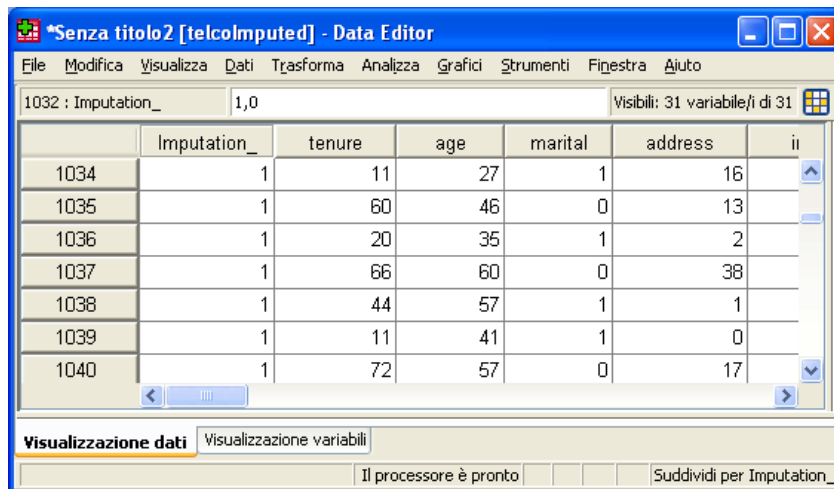 *Senza titolo2 [telcoImputed] - Data Editor
File Modifica Visualizza Dati Trasforma Analizza Grafici Strumenti Finestra Aiuto
1032 : Imputation_ 1,0 Visibili: 31 variabile/i di 31
Imputation_ tenure age marital address
1034 1 11 27 1 16
1035 1 60 46 0 13
1036 1 20 35 1 2
1037 1 66 60 0 38
1038 1 44 57 1 1
1039 1 11 41 1 0
1040 1 72 57 0 17
Visualizzazione dati Visualizzazione variabili
Il processore è pronto Suddividi per Imputation_